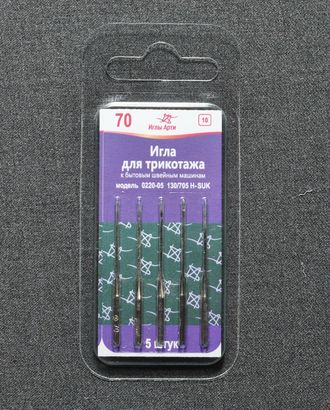 70
Иглы Арти
10
Игла
для трикотажа
к бытовым швейным машинам
модель 0220-05 130/705 H-SUK
5 штук